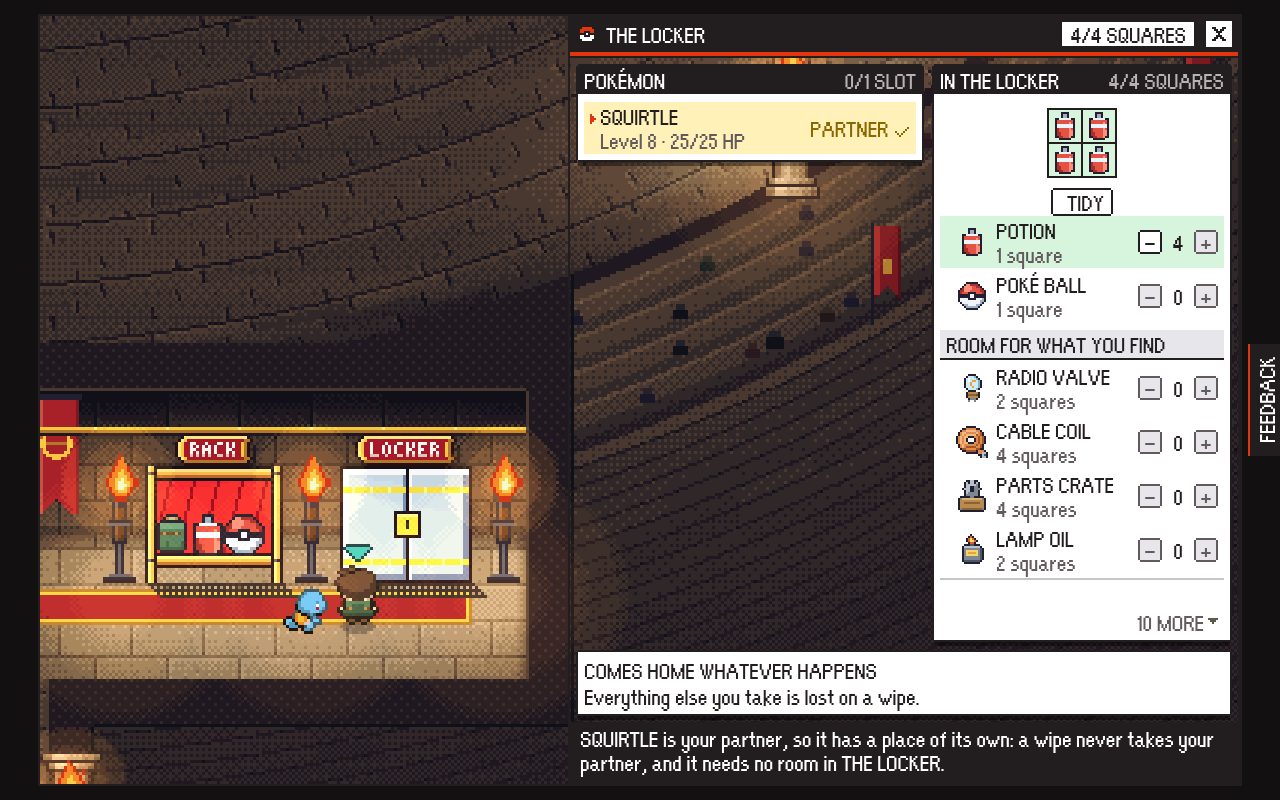 THE LOCKER
4/4 SQUARES
X
POKÉMON
0/1 SLOT
SQUIRTLE
Level 8 · 25/25 HP
PARTNER
IN THE LOCKER
4/4 SQUARES
TIDY
POTION
1 square
− 4 +
POKÉ BALL
1 square
− 0 +
ROOM FOR WHAT YOU FIND
RADIO VALVE
2 squares
− 0 +
CABLE COIL
4 squares
− 0 +
PARTS CRATE
4 squares
− 0 +
LAMP OIL
2 squares
− 0 +
10 MORE
RACK
LOCKER
COMES HOME WHATEVER HAPPENS
Everything else you take is lost on a wipe.
SQUIRTLE is your partner, so it has a place of its own: a wipe never takes your
partner, and it needs no room in THE LOCKER.
FEEDBACK